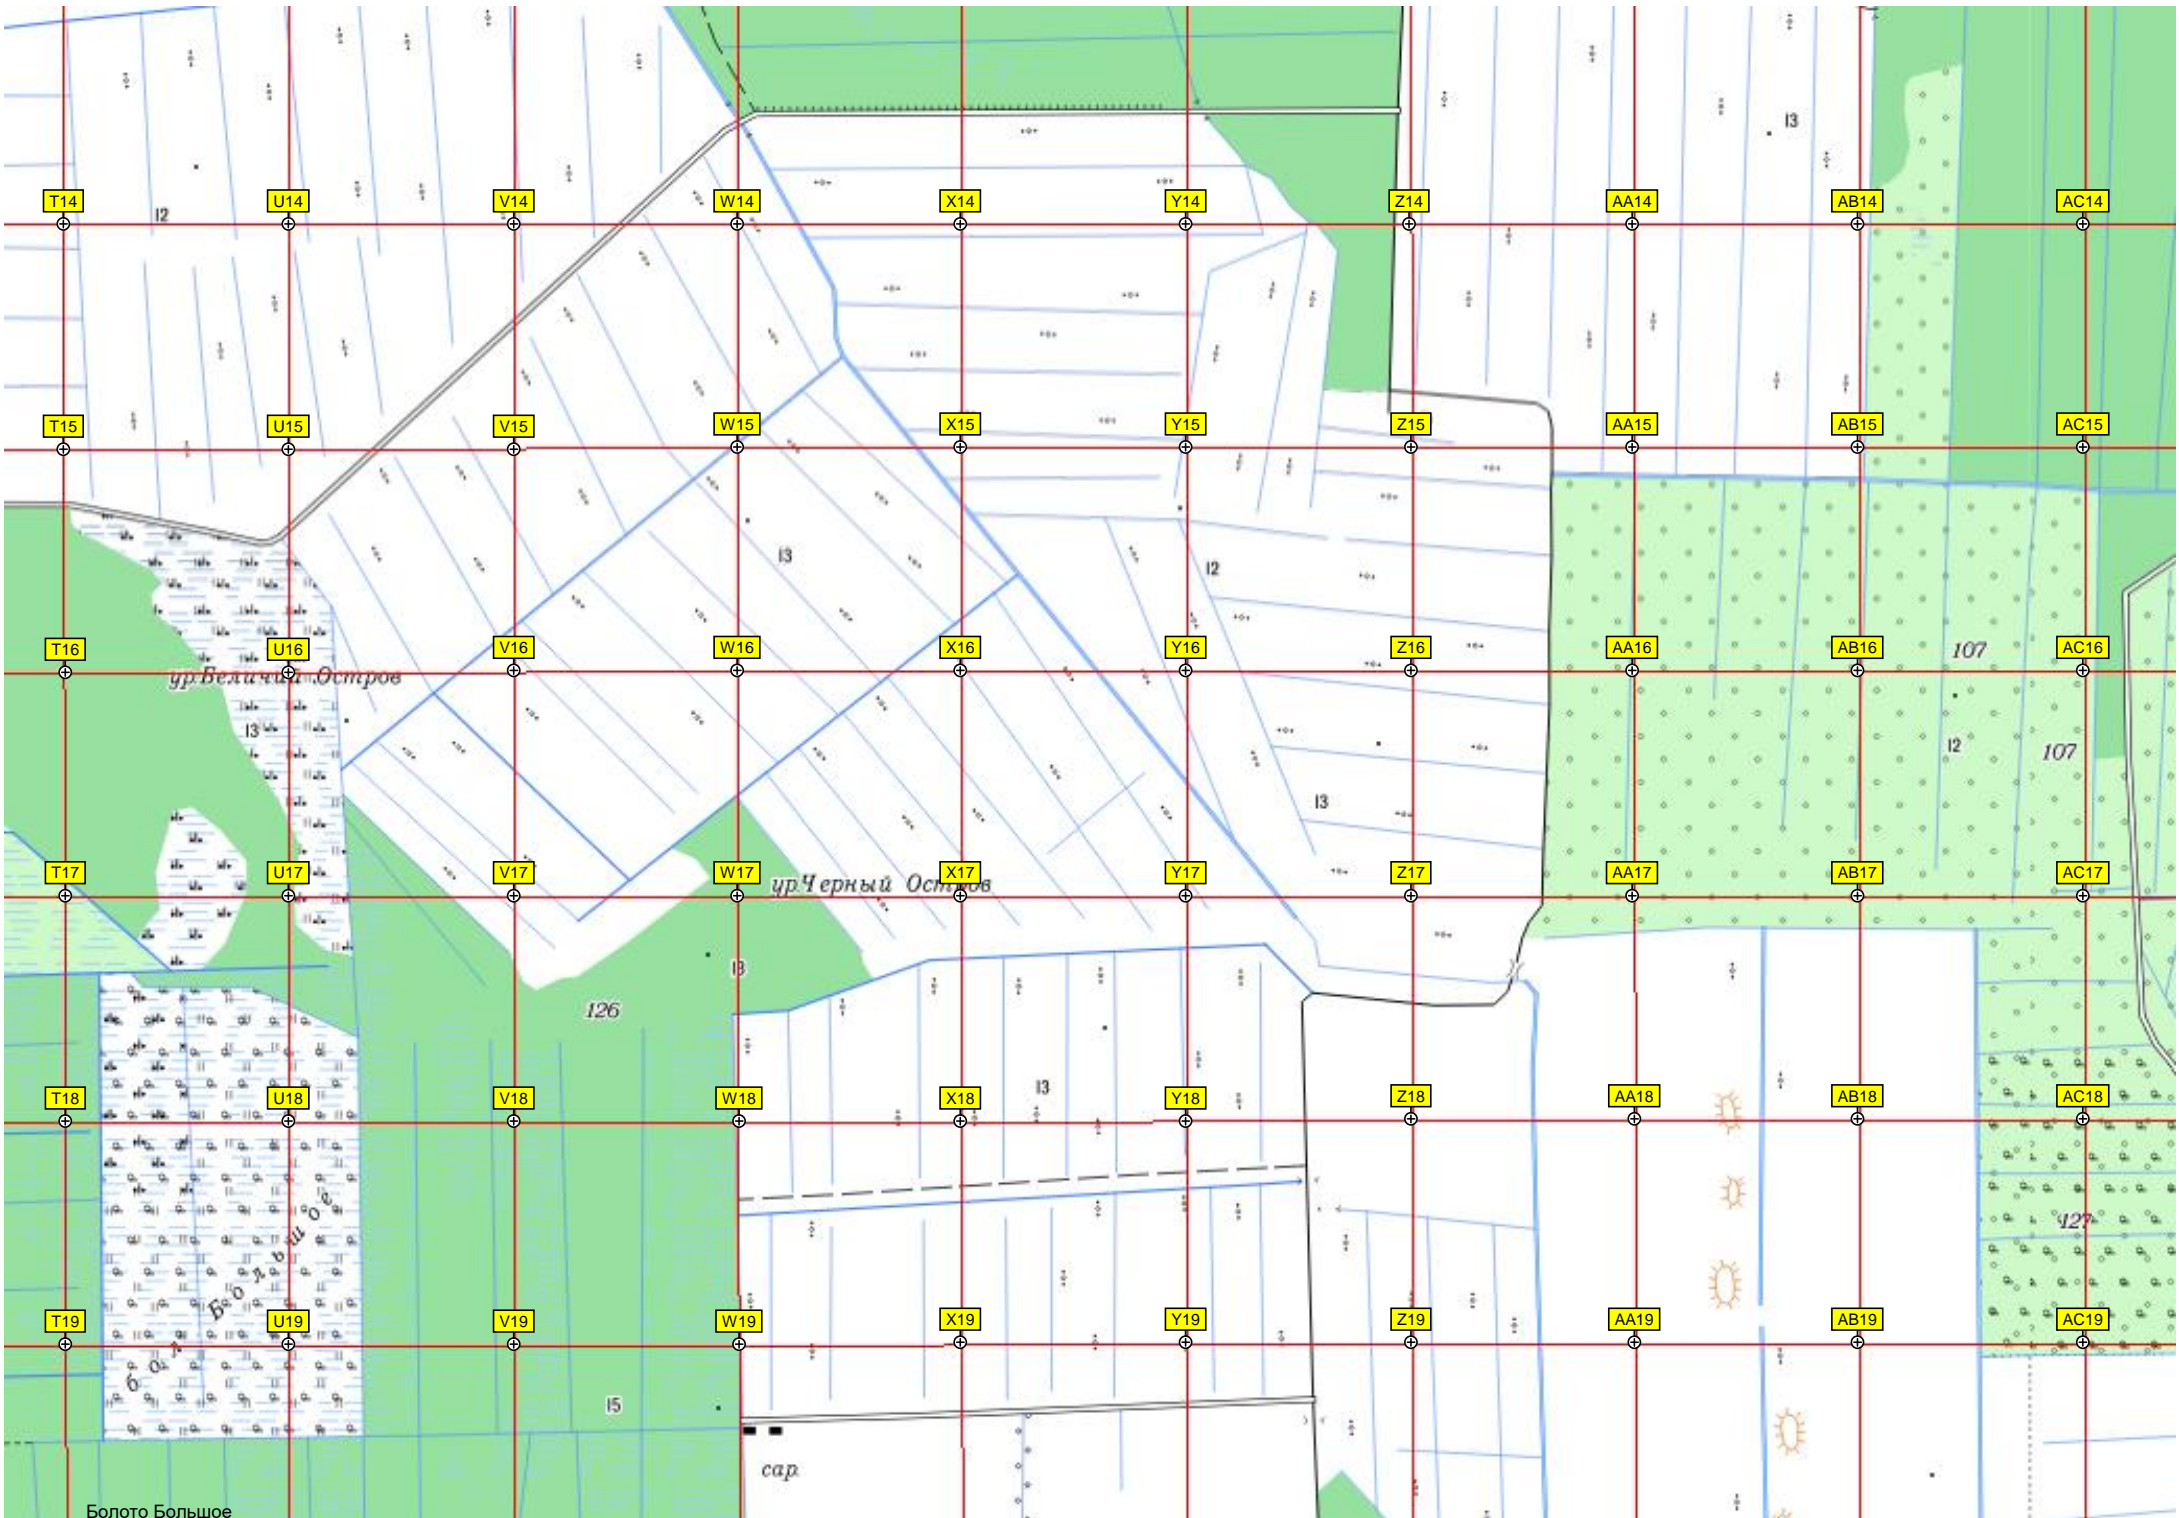 13
T14 12 U14 V14 W14 X14 Y14 Z14 AA14 AB14 AC14
T15 U15 V15 W15 X15 Y15 Z15 AA15 AB15 AC15
13 12
T16 U16 V16 W16 X16 Y16 Z16 AA16 AB16 107 AC16
ур.Беличий Остров
13 12 107
13
T17 U17 V17 W17 X17 Y17 Z17 AA17 AB17 AC17
ур.Черный Остров
13
126
13
T18 U18 V18 W18 X18 Y18 Z18 AA18 AB18 AC18
127
бол. Большое
T19 U19 V19 W19 X19 Y19 Z19 AA19 AB19 AC19
15
сар.
Болото Большое